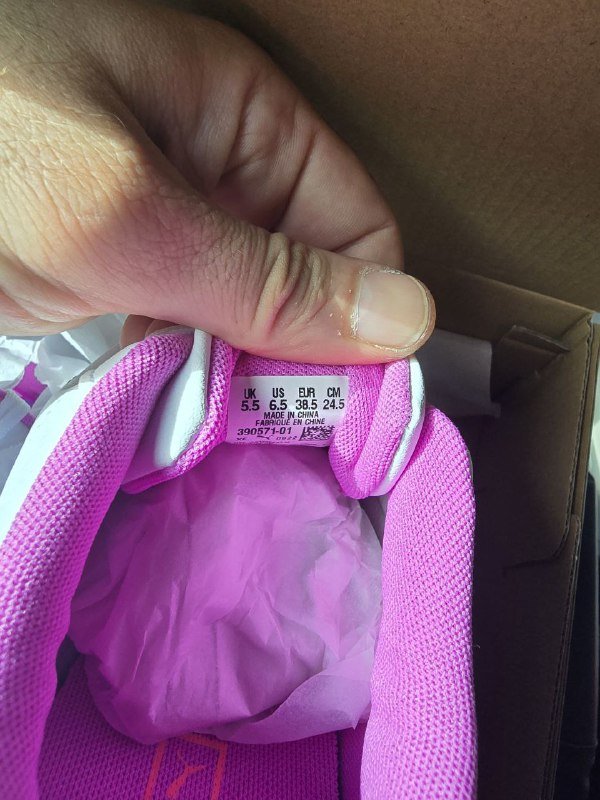 UK US EUR CM
5.5 6.5 38.5 24.5
MADE IN CHINA
FABRIQUÉ EN CHINE
390571-01
0822